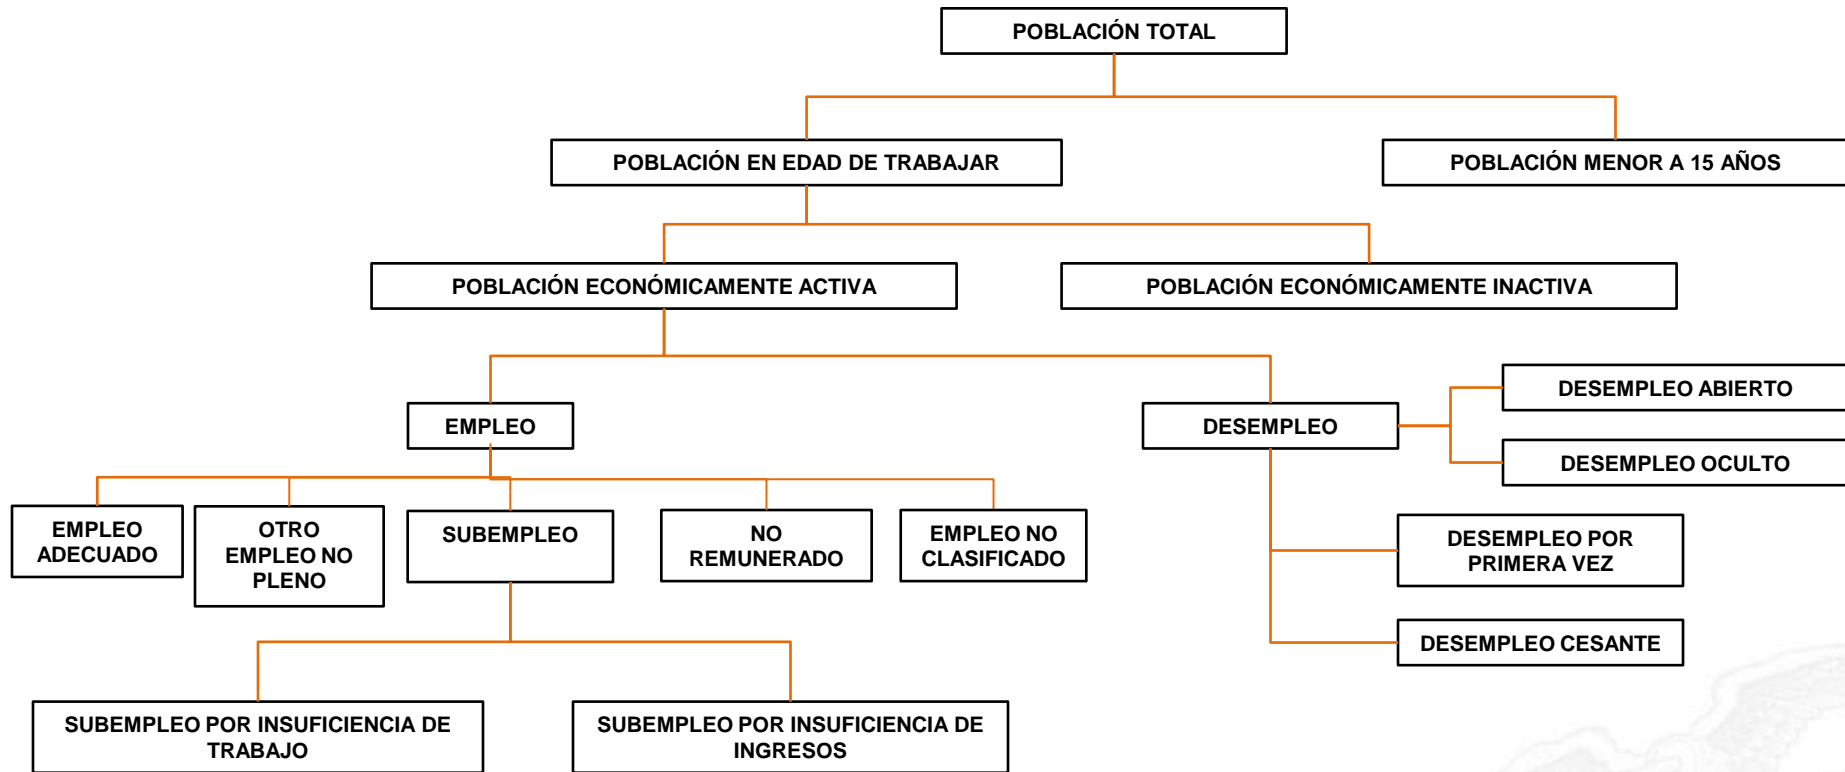 POBLACIÓN TOTAL
POBLACIÓN EN EDAD DE TRABAJAR
POBLACIÓN MENOR A 15 AÑOS
POBLACIÓN ECONÓMICAMENTE ACTIVA
POBLACIÓN ECONÓMICAMENTE INACTIVA
EMPLEO
DESEMPLEO
DESEMPLEO ABIERTO
DESEMPLEO OCULTO
EMPLEO
ADECUADO
OTRO
EMPLEO NO
PLENO
SUBEMPLEO
NO
REMUNERADO
EMPLEO NO
CLASIFICADO
DESEMPLEO POR
PRIMERA VEZ
DESEMPLEO CESANTE
SUBEMPLEO POR INSUFICIENCIA DE
TRABAJO
SUBEMPLEO POR INSUFICIENCIA DE
INGRESOS